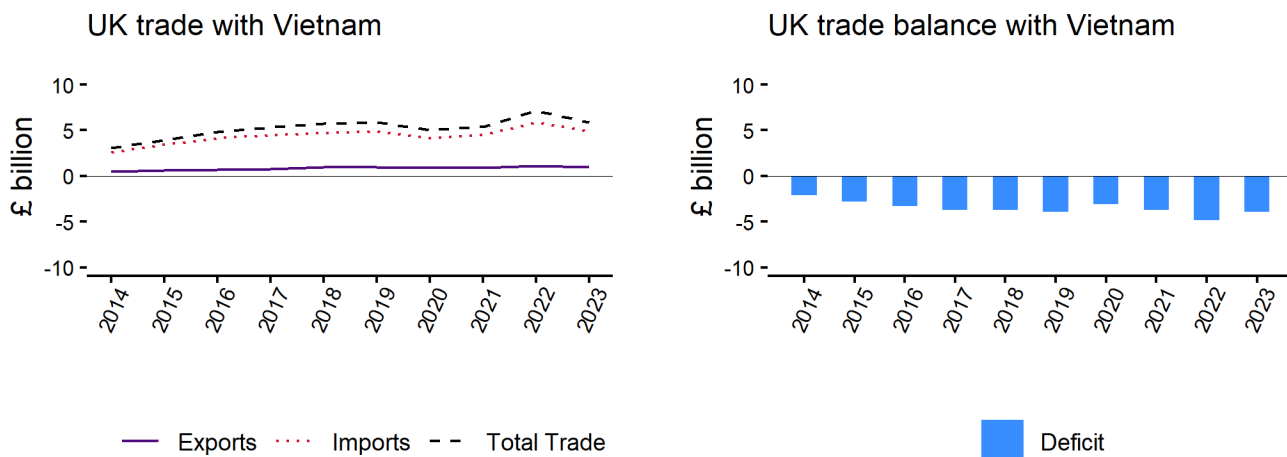 UK trade with Vietnam
£ billion
10
5
0
-5
-10
2014 2015 2016 2017 2018 2019 2020 2021 2022 2023
Exports Imports Total Trade
UK trade balance with Vietnam
£ billion
10
5
0
-5
-10
2014 2015 2016 2017 2018 2019 2020 2021 2022 2023
Deficit